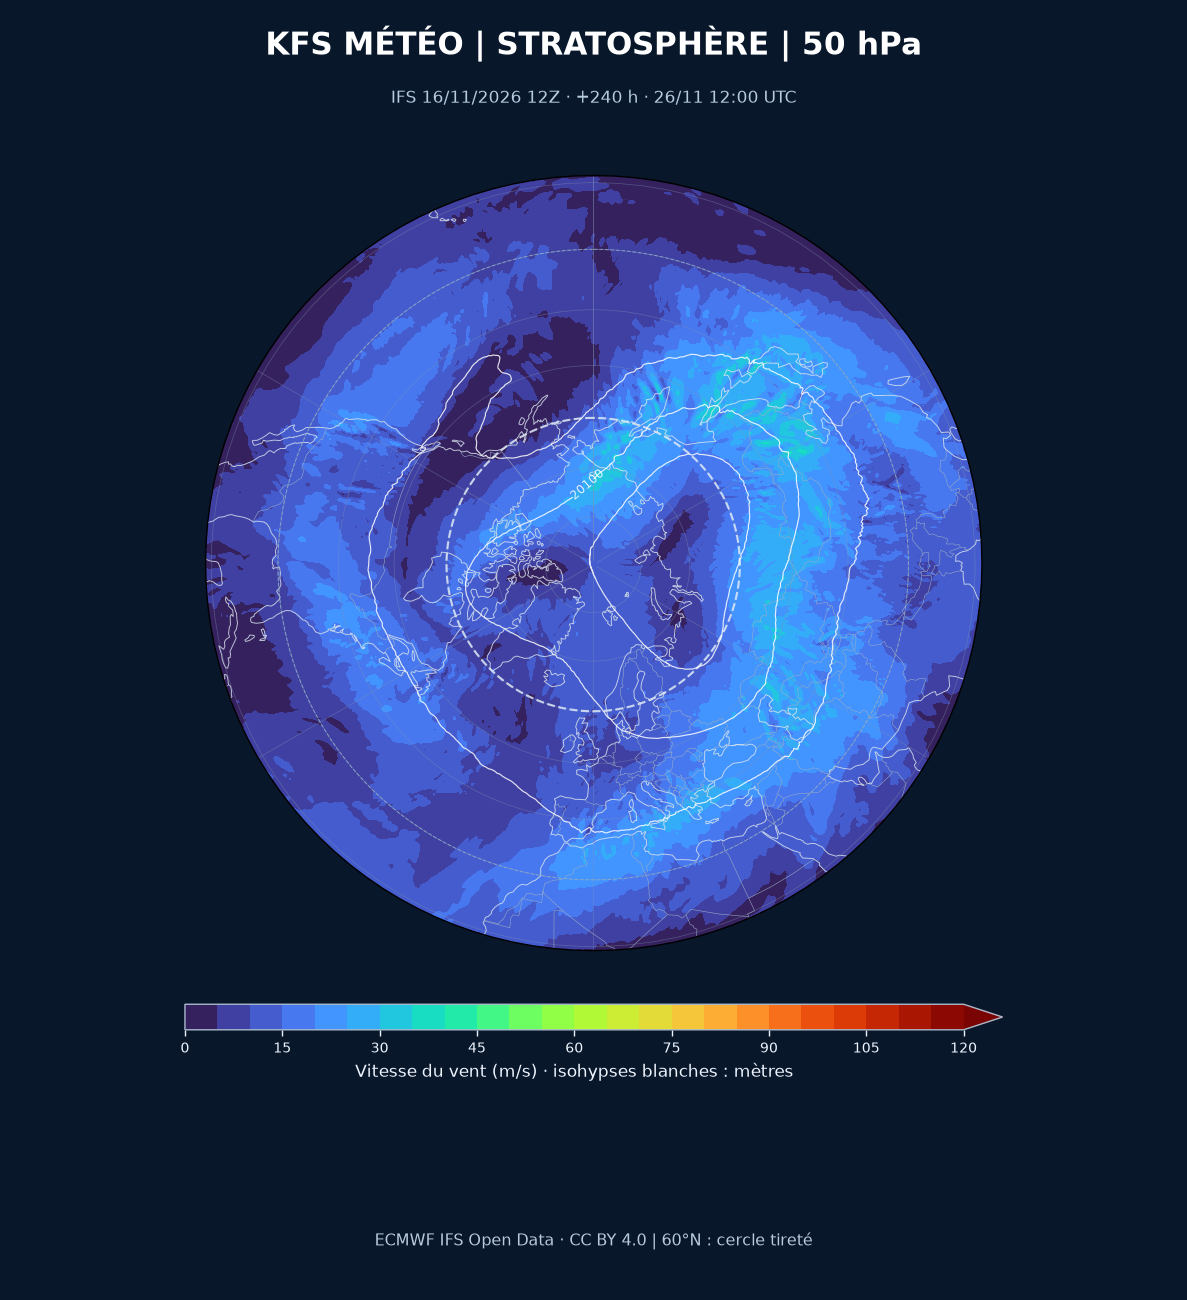 KFS MÉTÉO | STRATOSPHÈRE | 50 hPa
IFS 16/11/2026 12Z · +240 h · 26/11 12:00 UTC
20100
0 15 30 45 60 75 90 105 120
Vitesse du vent (m/s) · isohypses blanches : mètres
ECMWF IFS Open Data · CC BY 4.0 | 60°N : cercle tireté